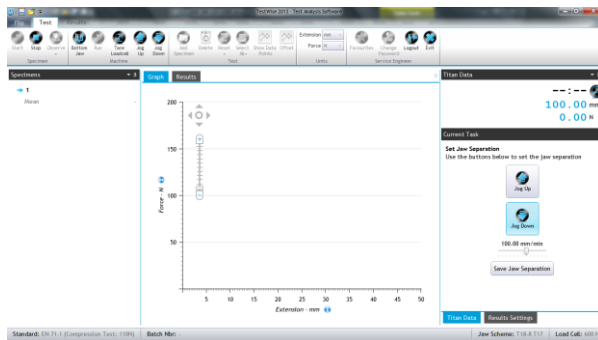 TestWise 2013 - Test Analysis Software
File Test Results
Start Stop Observe Bottom Jaw Run Tare Loadcell Jog Up Jog Down Add Specimen Delete Reset Select All Show Data Points Offset Extension mm Force N Favourites Change Password Logout Exit
Specimen Machine Test Units Service Engineer
Specimens
1
Mean -
Graph Results
200
150
100
50
Force - N
5 10 15 20 25 30 35 40 45 50
Extension - mm
Titan Data
--:--
100.00 mm
0.00 N
Current Task
Set Jaw Separation
Use the buttons below to set the jaw separation
Jog Up
Jog Down
100.00 mm/min
Save Jaw Separation
Titan Data Results Settings
Standard: EN 71-1 (Compression Test: 110N) Batch Nbr: -
Jaw Scheme: T10-R T17 Load Cell: 600 N